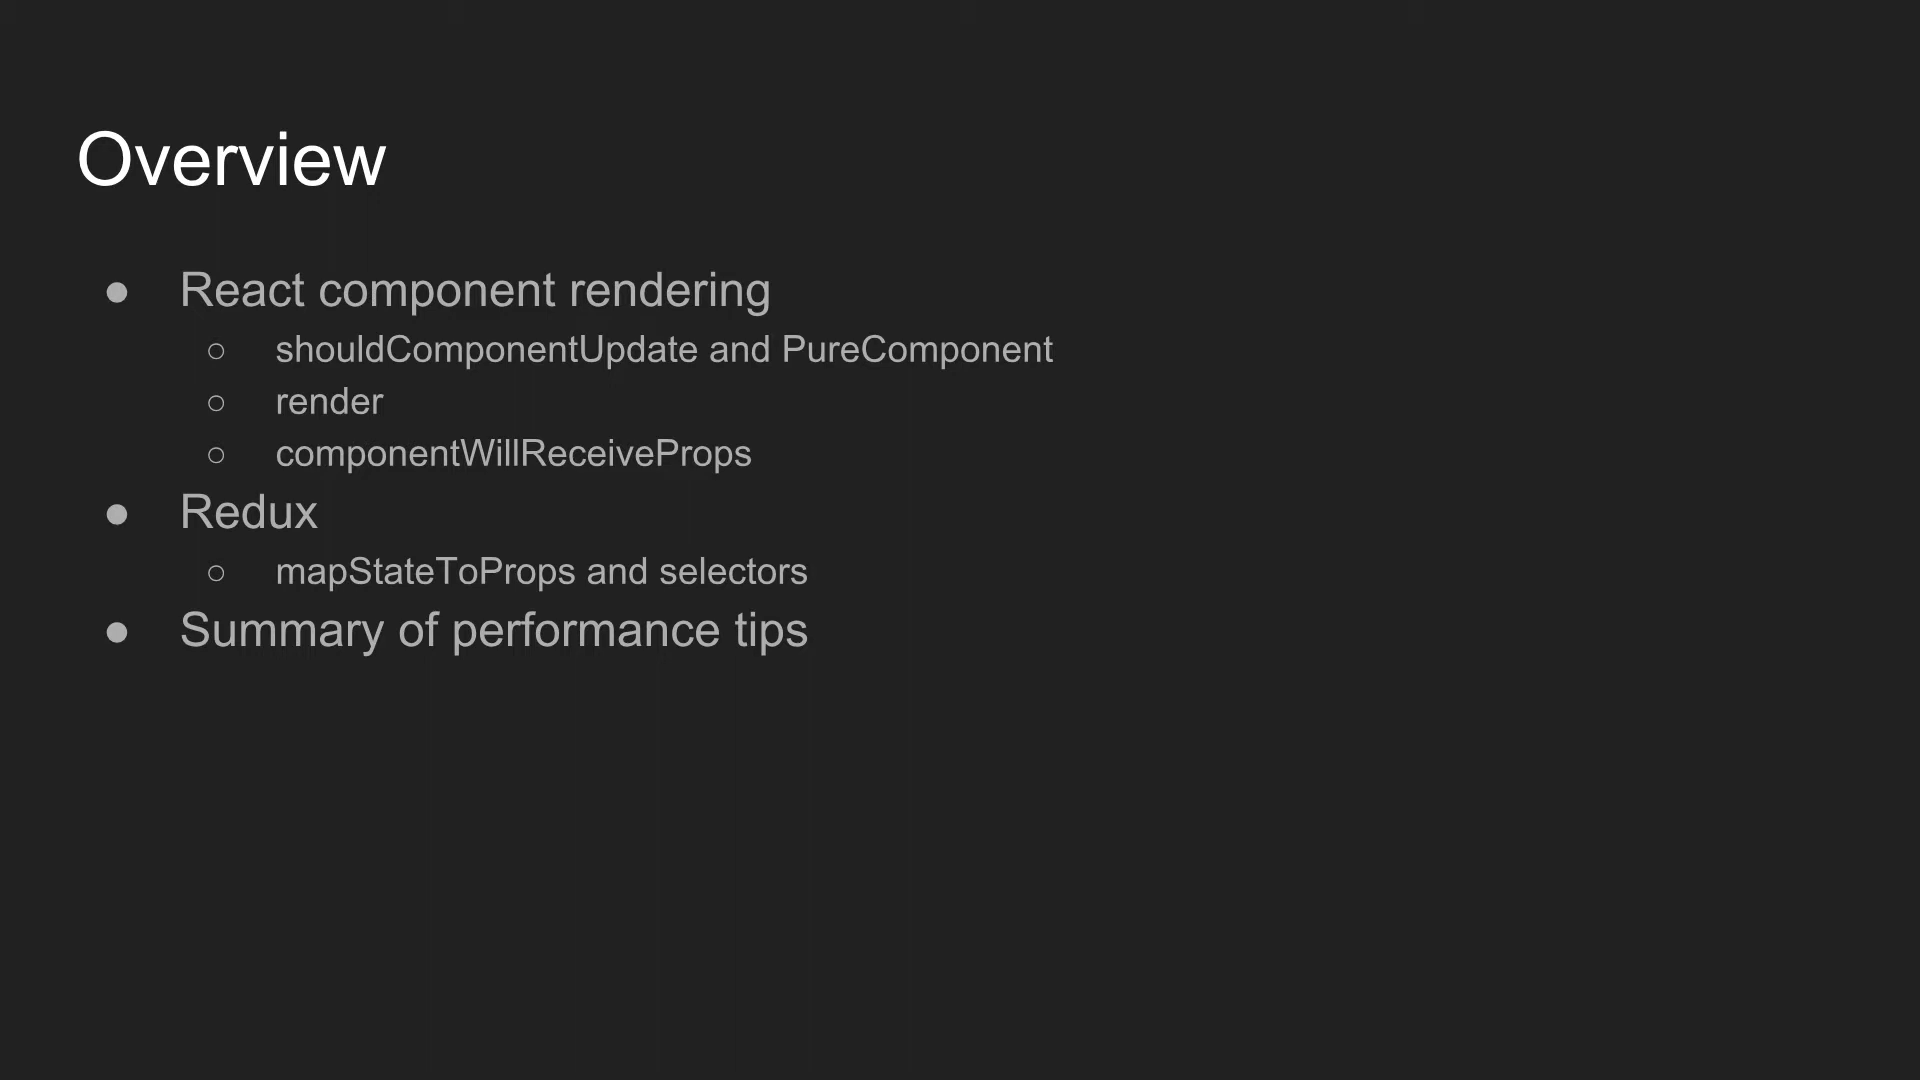 Overview
● React component rendering
○ shouldComponentUpdate and PureComponent
○ render
○ componentWillReceiveProps
● Redux
○ mapStateToProps and selectors
● Summary of performance tips